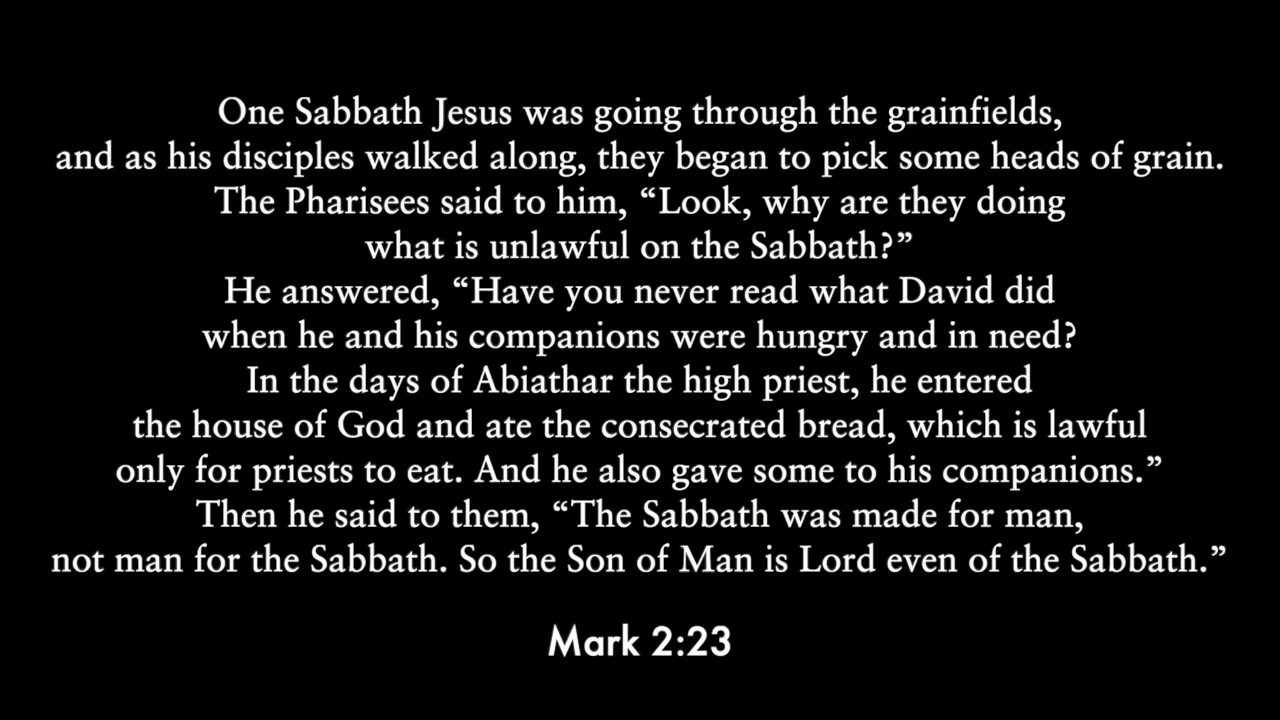 One Sabbath Jesus was going through the grainfields,
and as his disciples walked along, they began to pick some heads of grain.
The Pharisees said to him, “Look, why are they doing
what is unlawful on the Sabbath?”
He answered, “Have you never read what David did
when he and his companions were hungry and in need?
In the days of Abiathar the high priest, he entered
the house of God and ate the consecrated bread, which is lawful
only for priests to eat. And he also gave some to his companions.”
Then he said to them, “The Sabbath was made for man,
not man for the Sabbath. So the Son of Man is Lord even of the Sabbath.”
Mark 2:23